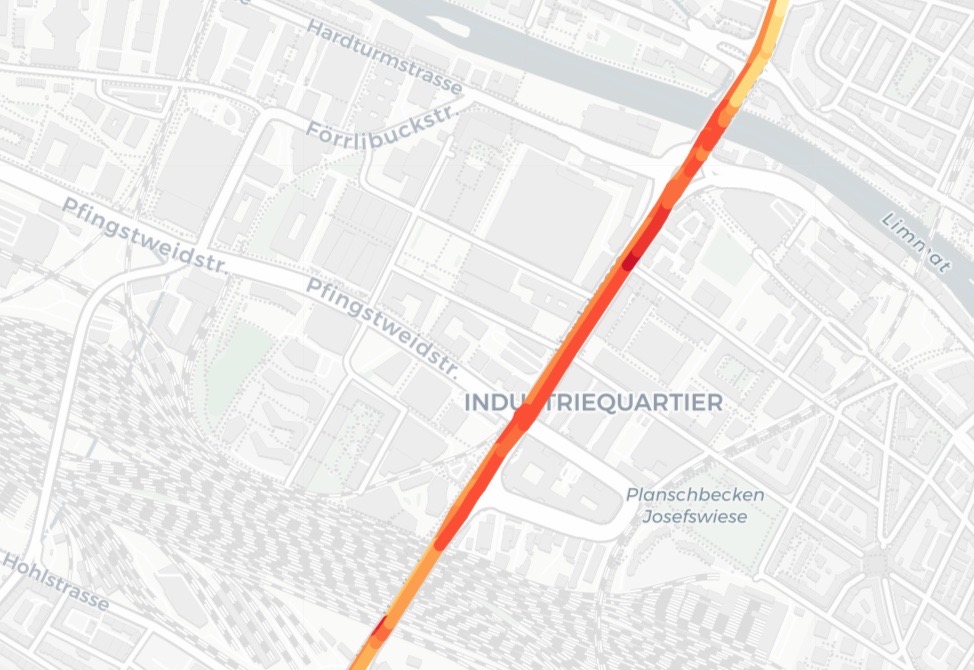 Hardturmstrasse
Förrlibuckstr.
Pfingstweidstr.
Pfingstweidstr.
Limmat
INDUSTRIEQUARTIER
Planschbecken
Josefswiese
Hohlstrasse